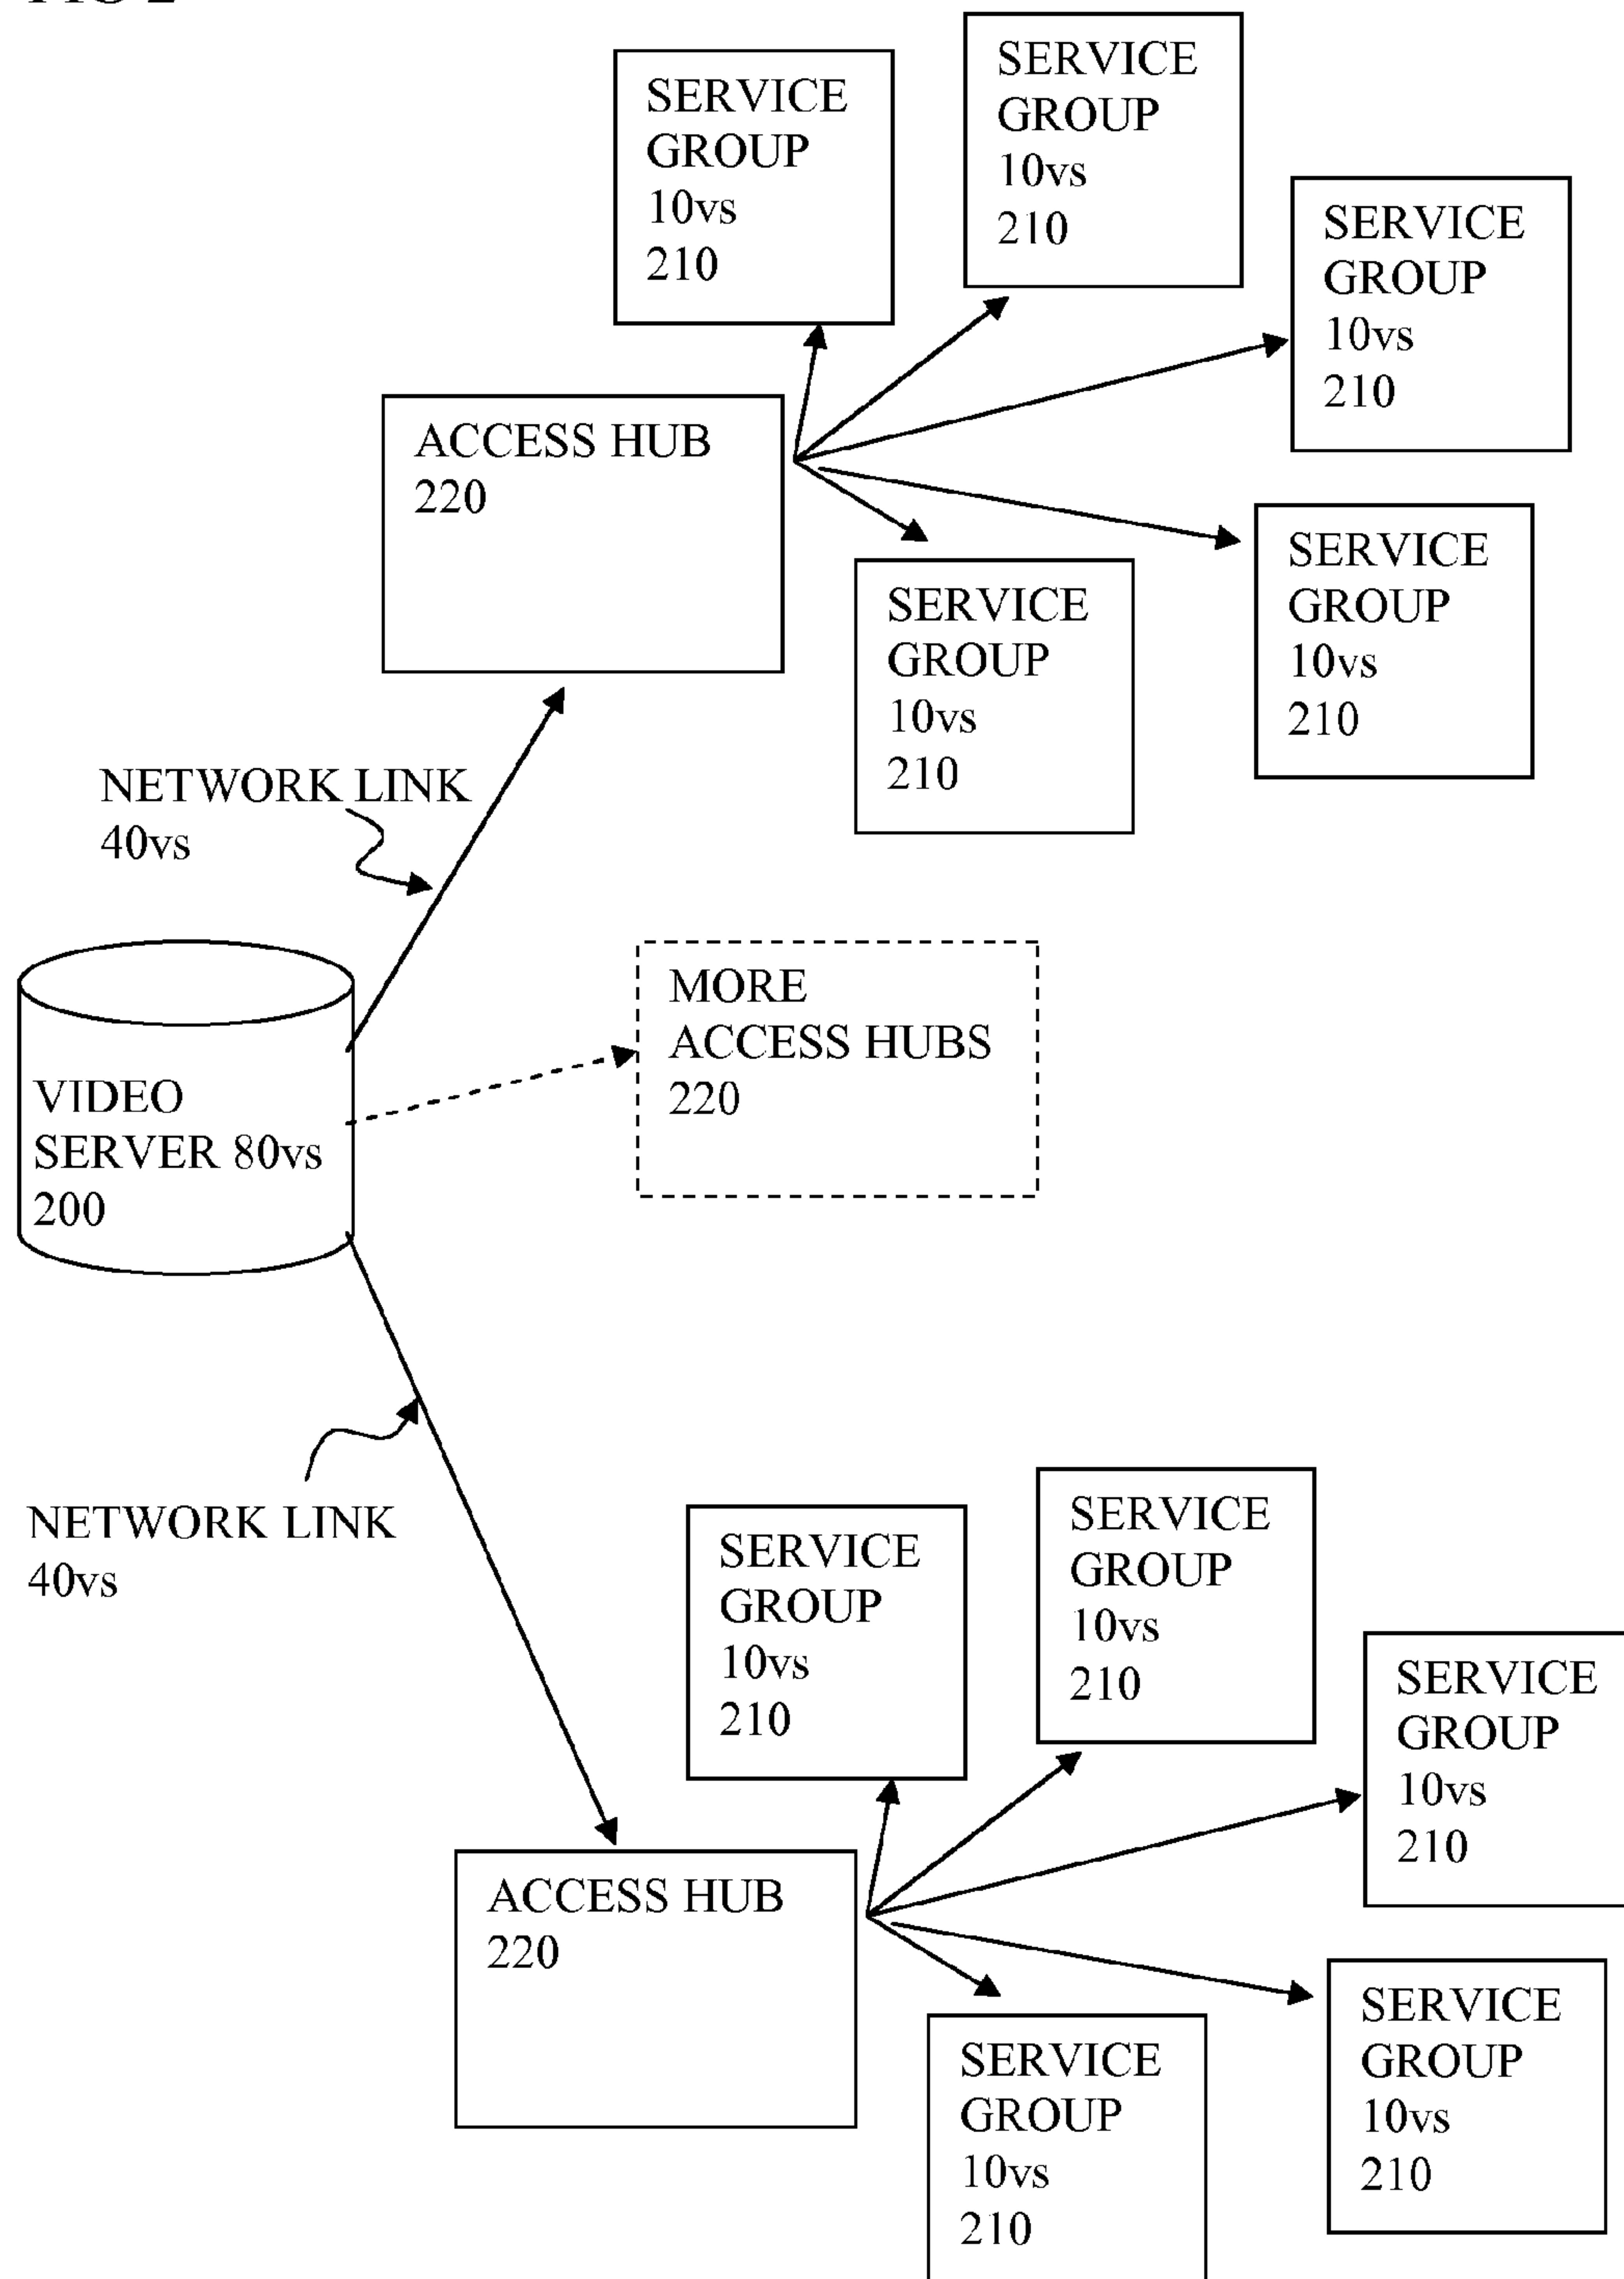 SERVICE
GROUP
10vs
210
SERVICE
GROUP
10vs
210
SERVICE
GROUP
10vs
210
ACCESS HUB
220
SERVICE
GROUP
10vs
210
SERVICE
GROUP
10vs
210
NETWORK LINK
40vs
MORE
ACCESS HUBS
220
VIDEO
SERVER 80vs
200
NETWORK LINK
40vs
SERVICE
GROUP
10vs
210
SERVICE
GROUP
10vs
210
SERVICE
GROUP
10vs
210
ACCESS HUB
220
SERVICE
GROUP
10vs
210
SERVICE
GROUP
10vs
210